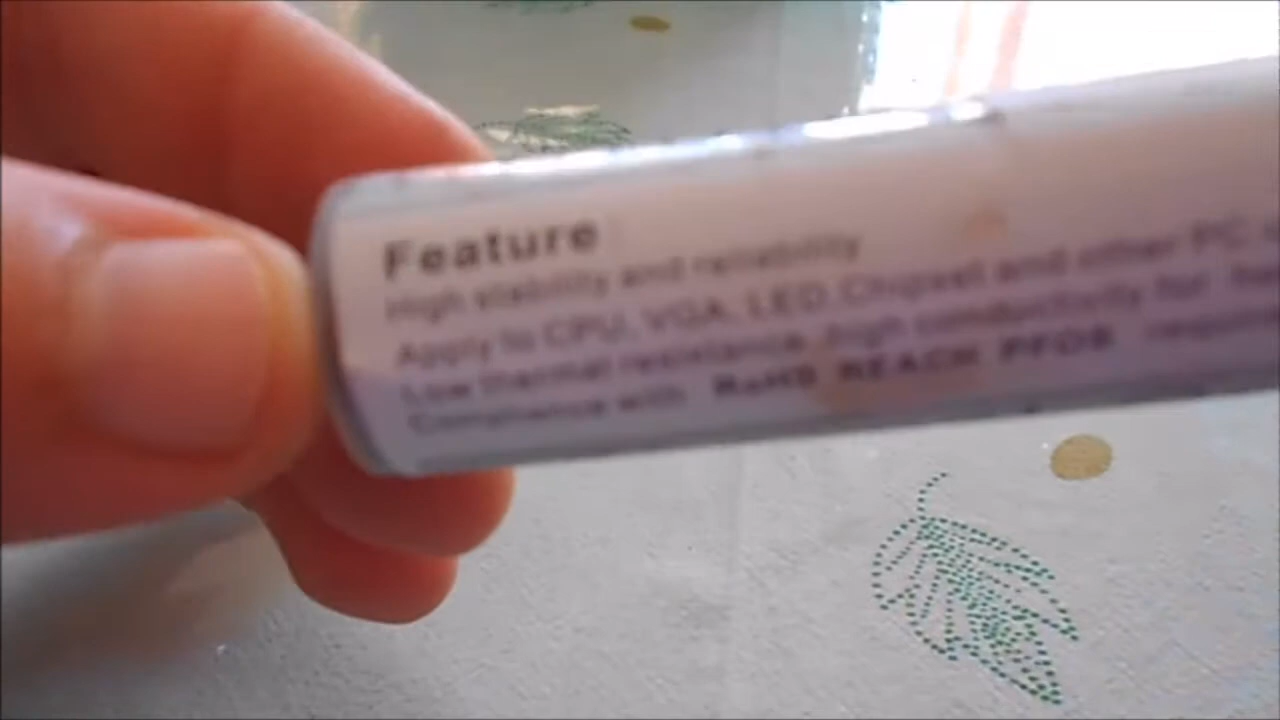 Feature
High stability and reliability
Apply to CPU, VGA, LED Chipset and other PC
Low thermal resistance, high conductivity for
Compliance with RoHS REACH PFOS